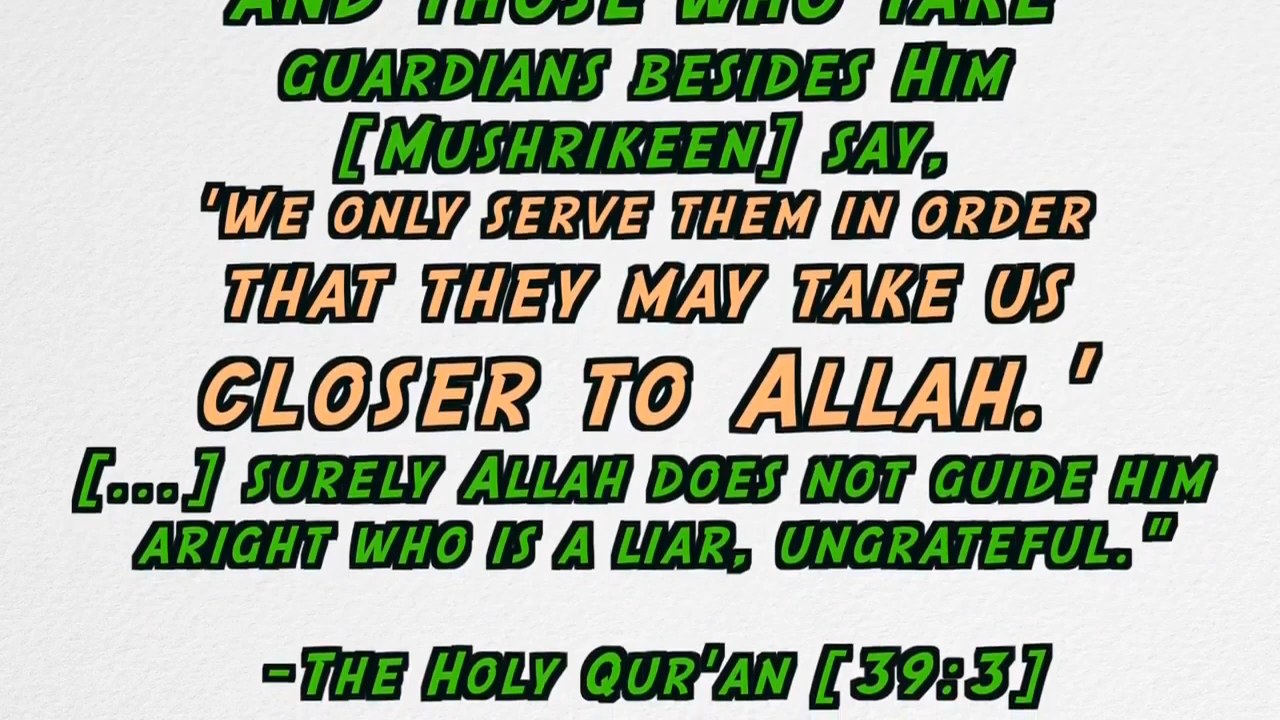 AND THOSE WHO TAKE
GUARDIANS BESIDES HIM
[MUSHRIKEEN] SAY,
'WE ONLY SERVE THEM IN ORDER
THAT THEY MAY TAKE US
CLOSER TO ALLAH.'
[...] SURELY ALLAH DOES NOT GUIDE HIM
ARIGHT WHO IS A LIAR, UNGRATEFUL."
-THE HOLY QUR'AN [39:3]